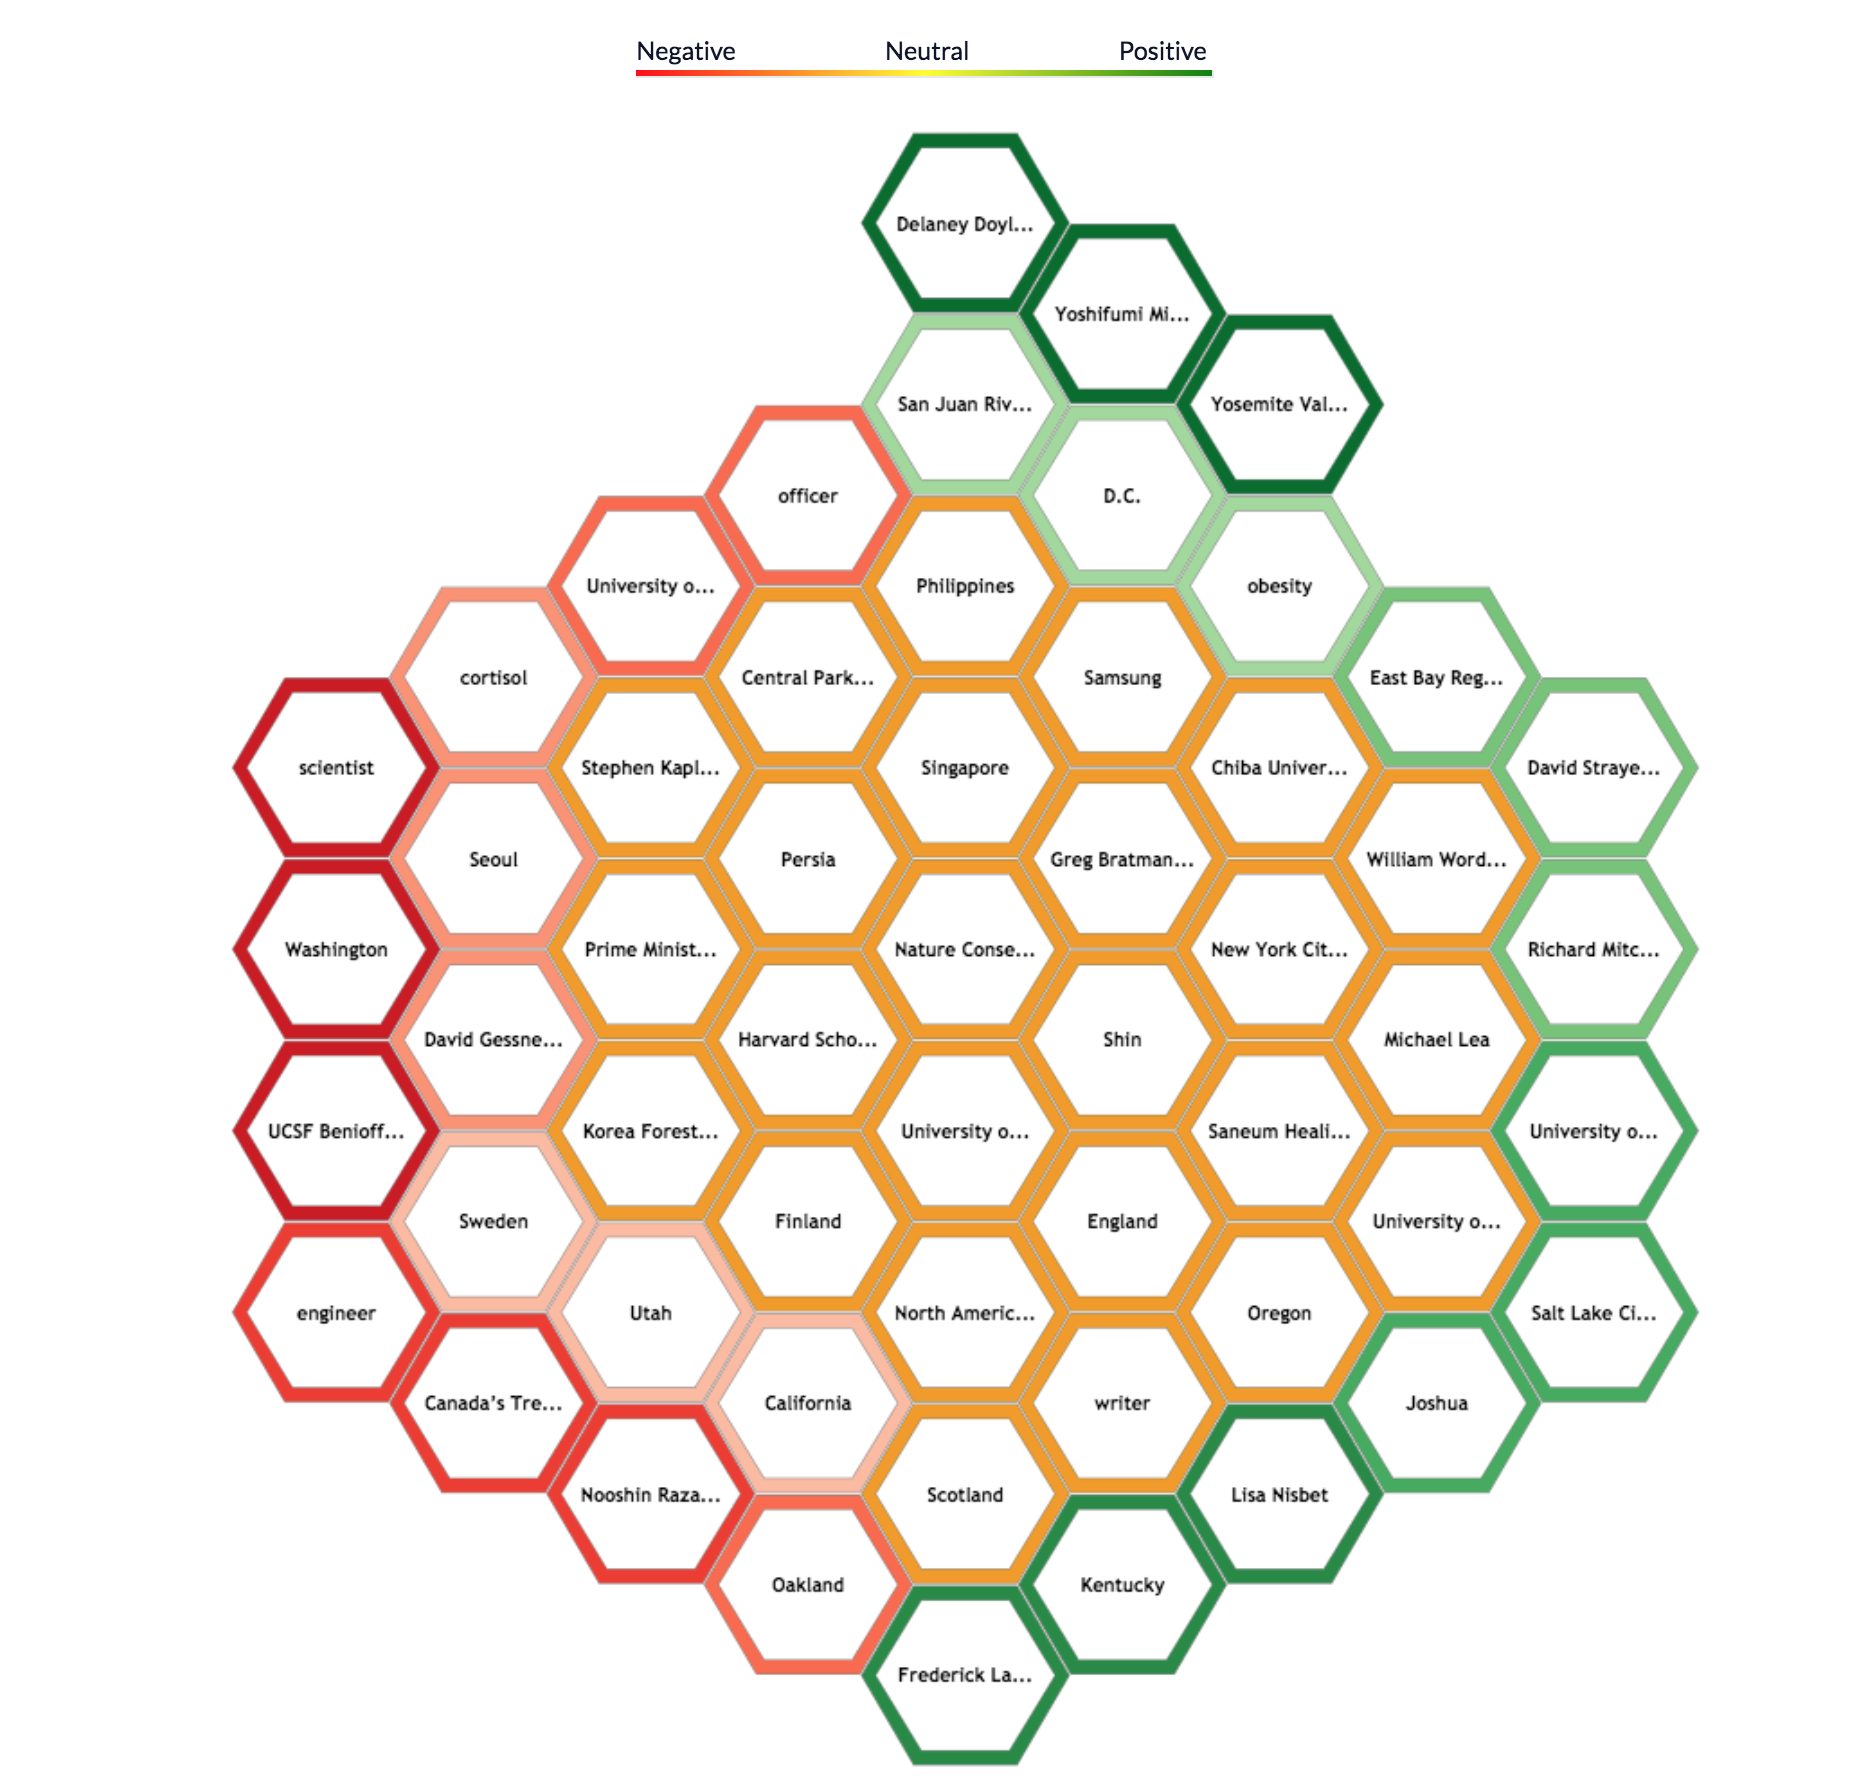 Negative Neutral Positive
Delaney Doyl...
Yoshifumi Mi...
San Juan Riv...
Yosemite Val...
officer
D.C.
University o...
Philippines
obesity
cortisol
Central Park...
Samsung
East Bay Reg...
scientist
Stephen Kapl...
Singapore
Chiba Univer...
David Straye...
Seoul
Persia
Greg Bratman...
William Word...
Washington
Prime Minist...
Nature Conse...
New York Cit...
Richard Mitc...
David Gessne...
Harvard Scho...
Shin
Michael Lea
UCSF Benioff...
Korea Forest...
University o...
Saneum Heali...
University o...
Sweden
Finland
England
University o...
engineer
Utah
North Americ...
Oregon
Salt Lake Ci...
Canada’s Tre...
California
writer
Joshua
Nooshin Raza...
Scotland
Lisa Nisbet
Oakland
Kentucky
Frederick La...